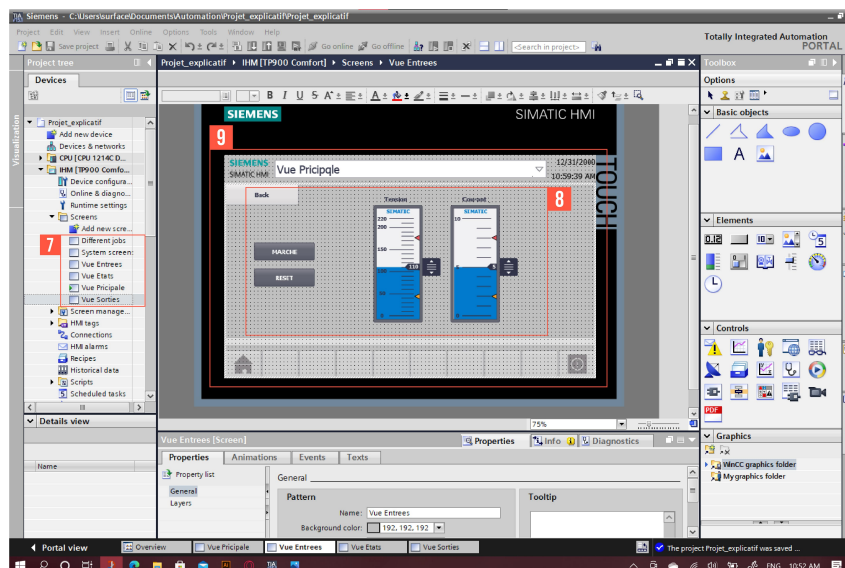 Siemens - C:\Users\surface\Documents\Automation\Projet_explicatif\Projet_explicatif
Project Edit View Insert Online Options Tools Window Help
Totally Integrated Automation
PORTAL
Save project Go online Go offline <Search in project>
Project tree
Projet_explicatif IHM [TP900 Comfort] Screens Vue Entrees
Toolbox
Devices
Options
Visualization
Projet_explicatif
Add new device
Devices & networks
CPU [CPU 1214C D...
IHM [TP900 Comfo...
Device configura...
Online & diagno...
Runtime settings
Screens
Add new scre...
7
Different jobs
System screen:
Vue Entrees
Vue Etats
Vue Pricipale
Vue Sorties
Screen manage...
HMI tags
Connections
HMI alarms
Recipes
Historical data
Scripts
Scheduled tasks
Details view
Name
B I U S A
SIEMENS SIMATIC HMI
9
TOUCH
SIEMENS
SIMATIC HMI
Vue Pricipqle
12/31/2000
10:59:39 AM
8
Back
Tension Courant
SIMATEC SIMATEC
220 10
200
150
110 5
100 0
50
0
MARCHE
RESET
75%
Vue Entrees [Screen]
Properties Info Diagnostics
Properties Animations Events Texts
Property list
General
Layers
General
Pattern
Name: Vue Entrees
Background color: 192, 192, 192
Tooltip
Basic objects
A
Elements
Controls
PDF
Graphics
WinCC graphics folder
My graphics folder
Portal view Overview Vue Pricipale Vue Entrees Vue Etats Vue Sorties
The project Projet_explicatif was saved ...
ENG 10:52 AM